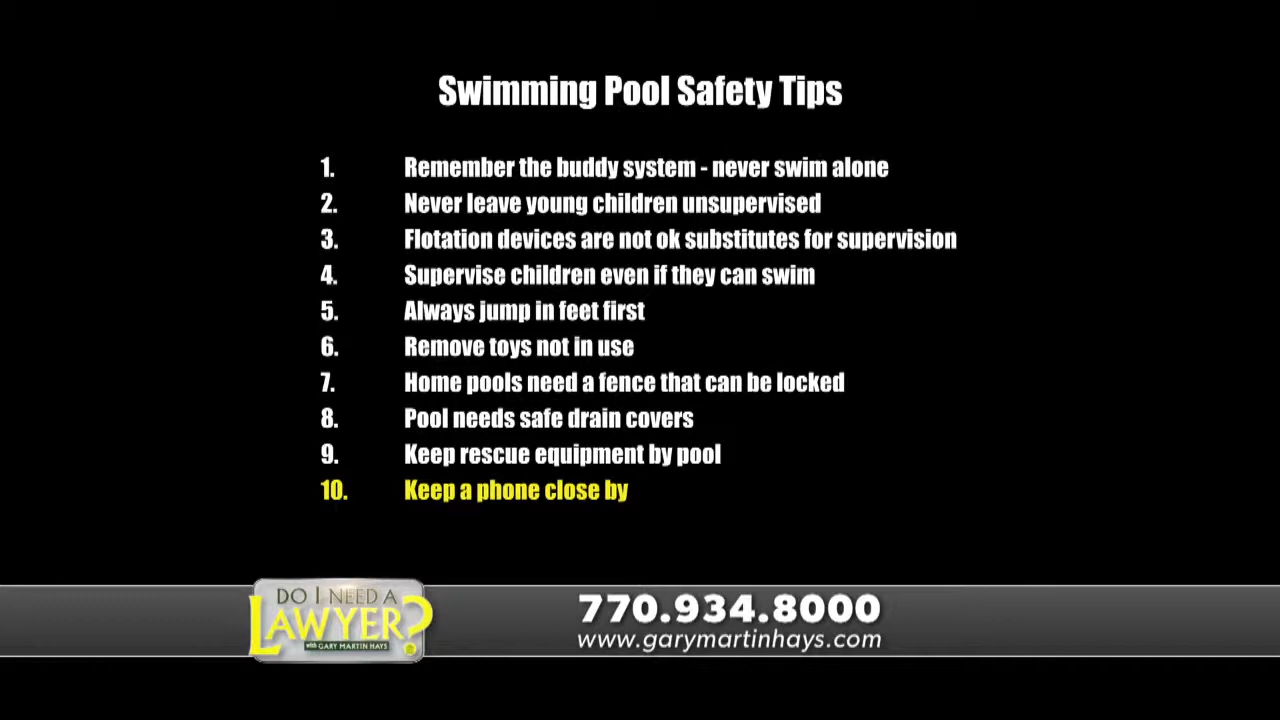 Swimming Pool Safety Tips
1. Remember the buddy system - never swim alone
2. Never leave young children unsupervised
3. Flotation devices are not ok substitutes for supervision
4. Supervise children even if they can swim
5. Always jump in feet first
6. Remove toys not in use
7. Home pools need a fence that can be locked
8. Pool needs safe drain covers
9. Keep rescue equipment by pool
10. Keep a phone close by
DO I NEED A
LAWYER?
with GARY MARTIN HAYS
770.934.8000
www.garymartinhays.com